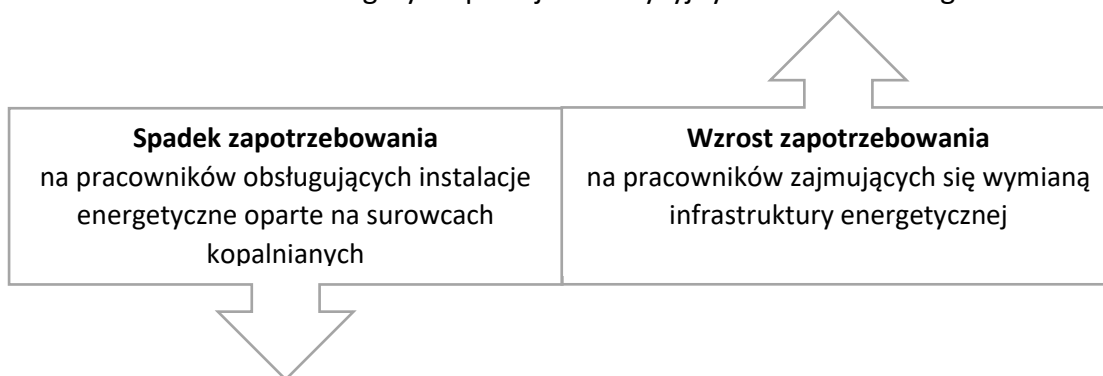 Spadek zapotrzebowania
na pracowników obsługujących instalacje
energetyczne oparte na surowcach
kopalnianych
Wzrost zapotrzebowania
na pracowników zajmujących się wymianą
infrastruktury energetycznej